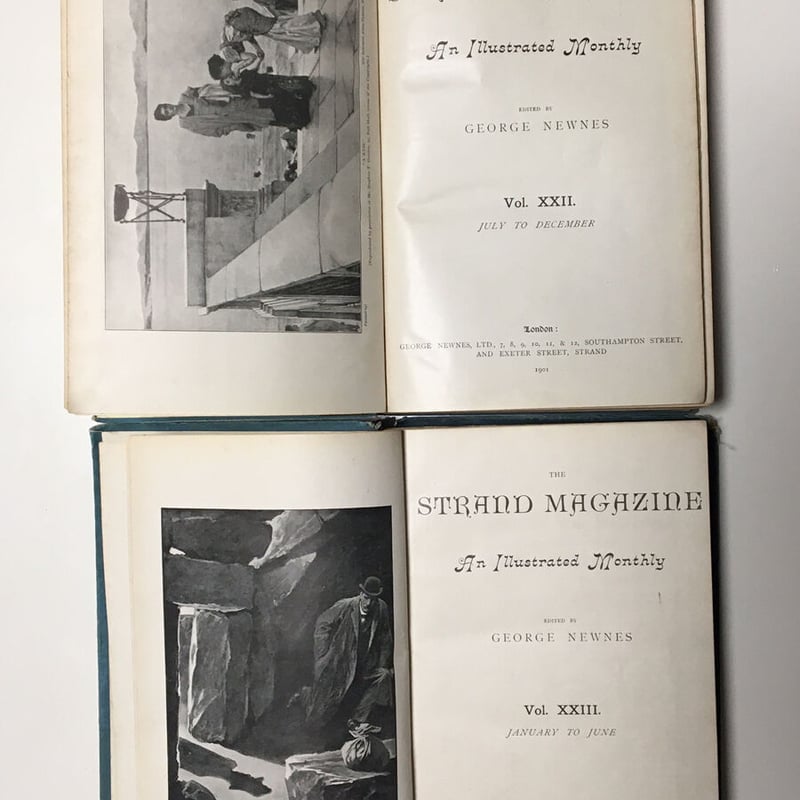 An Illustrated Monthly
EDITED BY
GEORGE NEWNES
Vol. XXII.
JULY TO DECEMBER
London:
GEORGE NEWNES, LTD., 7, 8, 9, 10, 11, & 12, SOUTHAMPTON STREET,
AND EXETER STREET, STRAND
1901
THE
STRAND MAGAZINE
An Illustrated Monthly
EDITED BY
GEORGE NEWNES
Vol. XXIII.
JANUARY TO JUNE